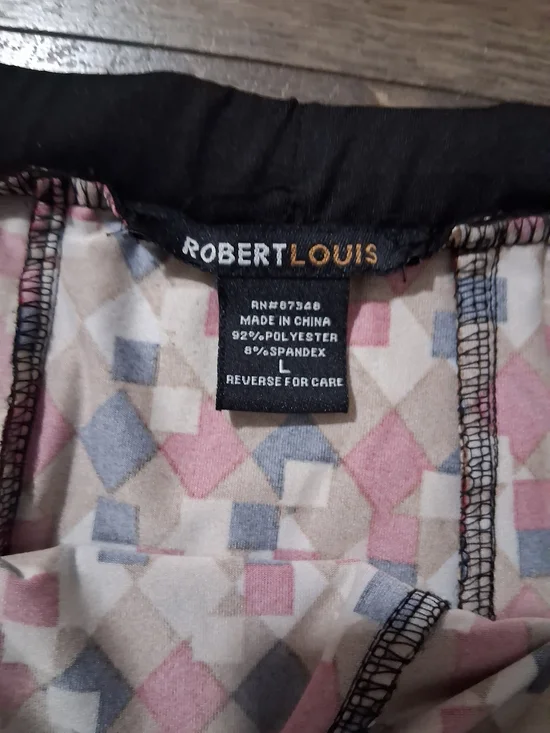 ROBERTLOUIS
RN#87348
MADE IN CHINA
92%POLYESTER
8%SPANDEX
L
REVERSE FOR CARE